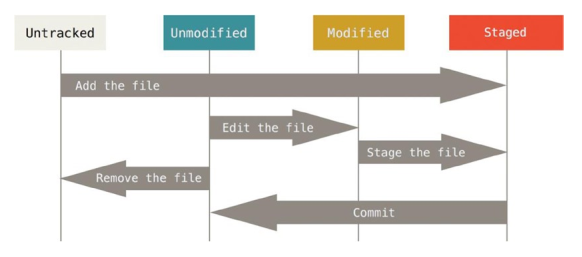 Untracked
Unmodified
Modified
Staged
Add the file
Edit the file
Stage the file
Remove the file
Commit